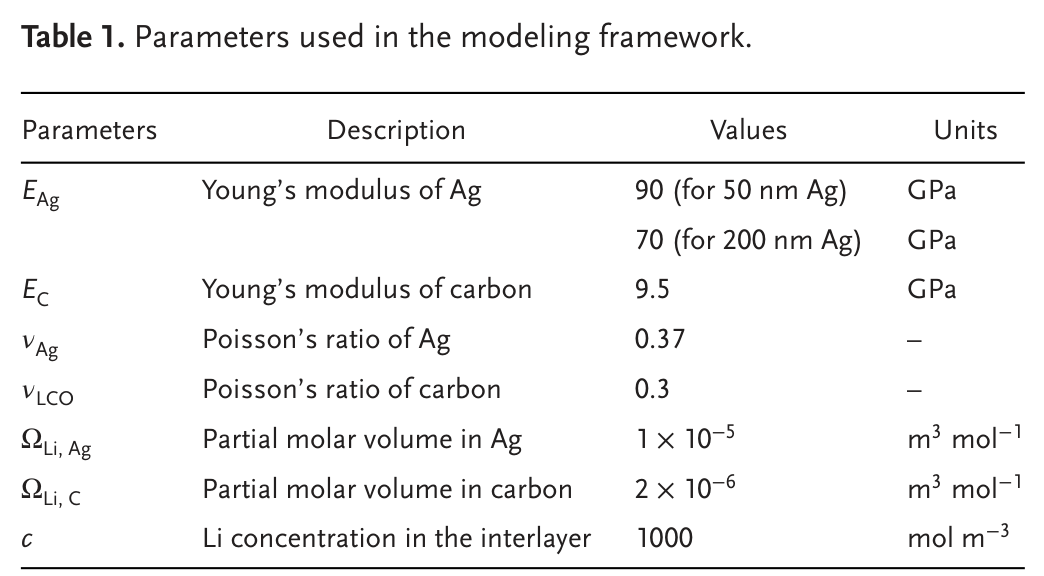 Table 1. Parameters used in the modeling framework.
Parameters Description Values Units
E_Ag Young’s modulus of Ag 90 (for 50 nm Ag) GPa
70 (for 200 nm Ag) GPa
E_C Young’s modulus of carbon 9.5 GPa
ν_Ag Poisson’s ratio of Ag 0.37 –
ν_LCO Poisson’s ratio of carbon 0.3 –
Ω_Li, Ag Partial molar volume in Ag 1 × 10⁻⁵ m³ mol⁻¹
Ω_Li, C Partial molar volume in carbon 2 × 10⁻⁶ m³ mol⁻¹
c Li concentration in the interlayer 1000 mol m⁻³